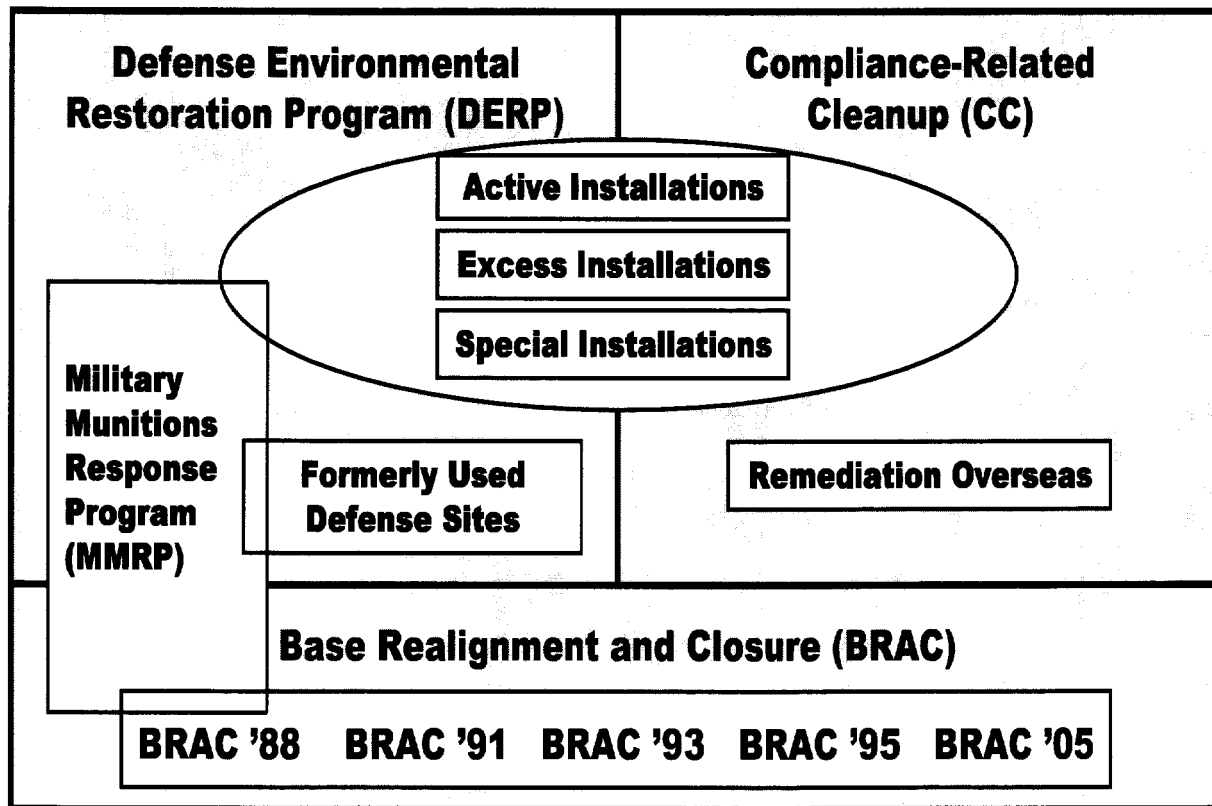 Defense Environmental
Restoration Program (DERP)
Compliance-Related
Cleanup (CC)
Active Installations
Excess Installations
Special Installations
Military
Munitions
Response
Program
(MMRP)
Formerly Used
Defense Sites
Remediation Overseas
Base Realignment and Closure (BRAC)
BRAC '88 BRAC '91 BRAC '93 BRAC '95 BRAC '05